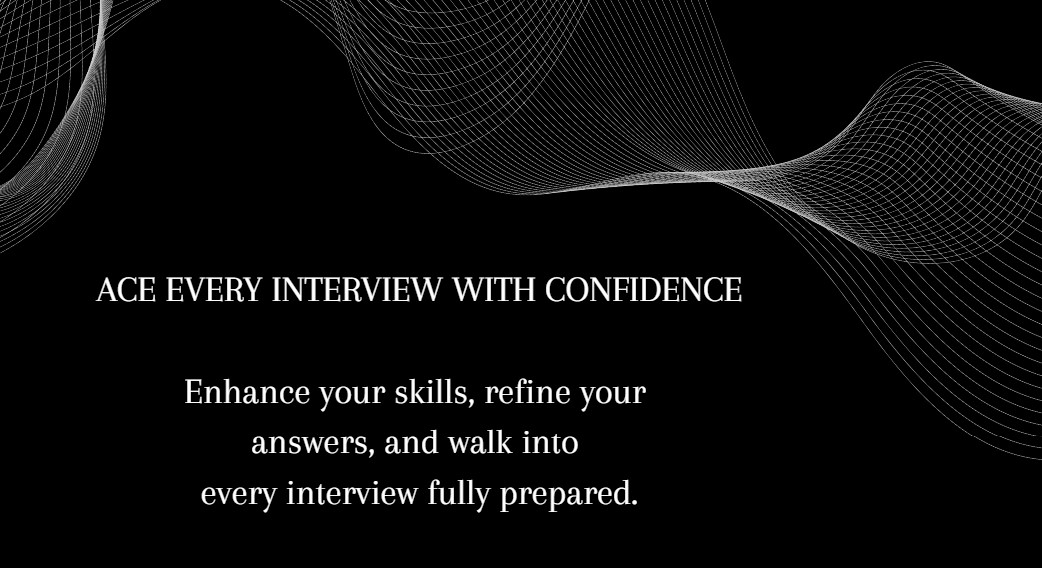 ACE EVERY INTERVIEW WITH CONFIDENCE
Enhance your skills, refine your
answers, and walk into
every interview fully prepared.